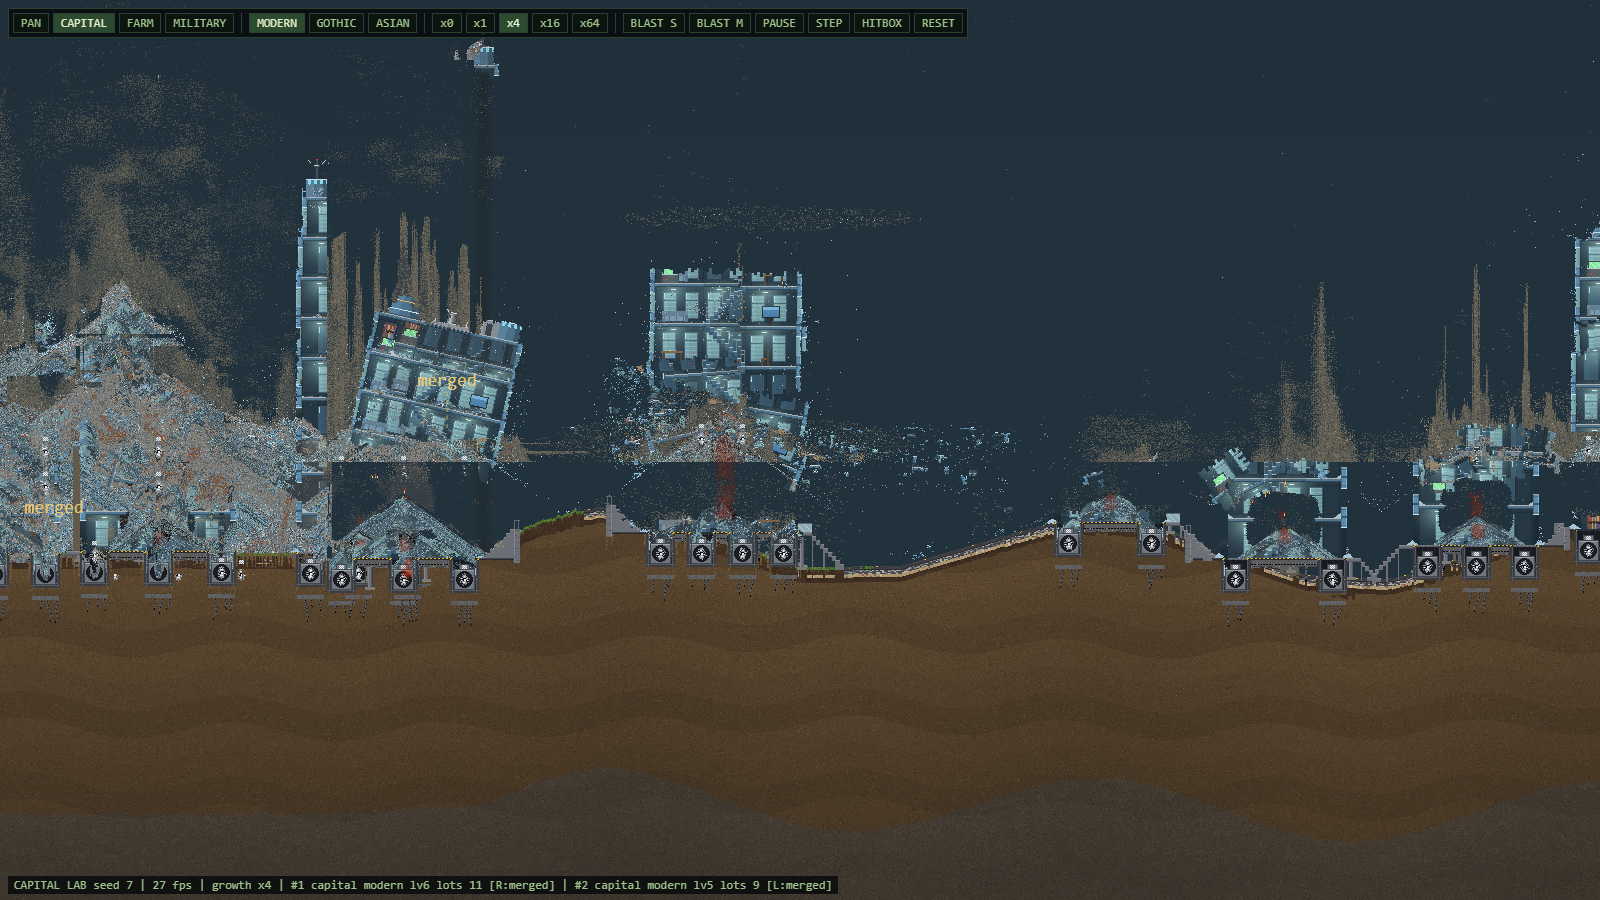 PAN CAPITAL FARM MILITARY MODERN GOTHIC ASIAN x0 x1 x4 x16 x64 BLAST S BLAST M PAUSE STEP HITBOX RESET
merged
merged
CAPITAL LAB seed 7 | 27 fps | growth x4 | #1 capital modern lv6 lots 11 [R:merged] | #2 capital modern lv5 lots 9 [L:merged]